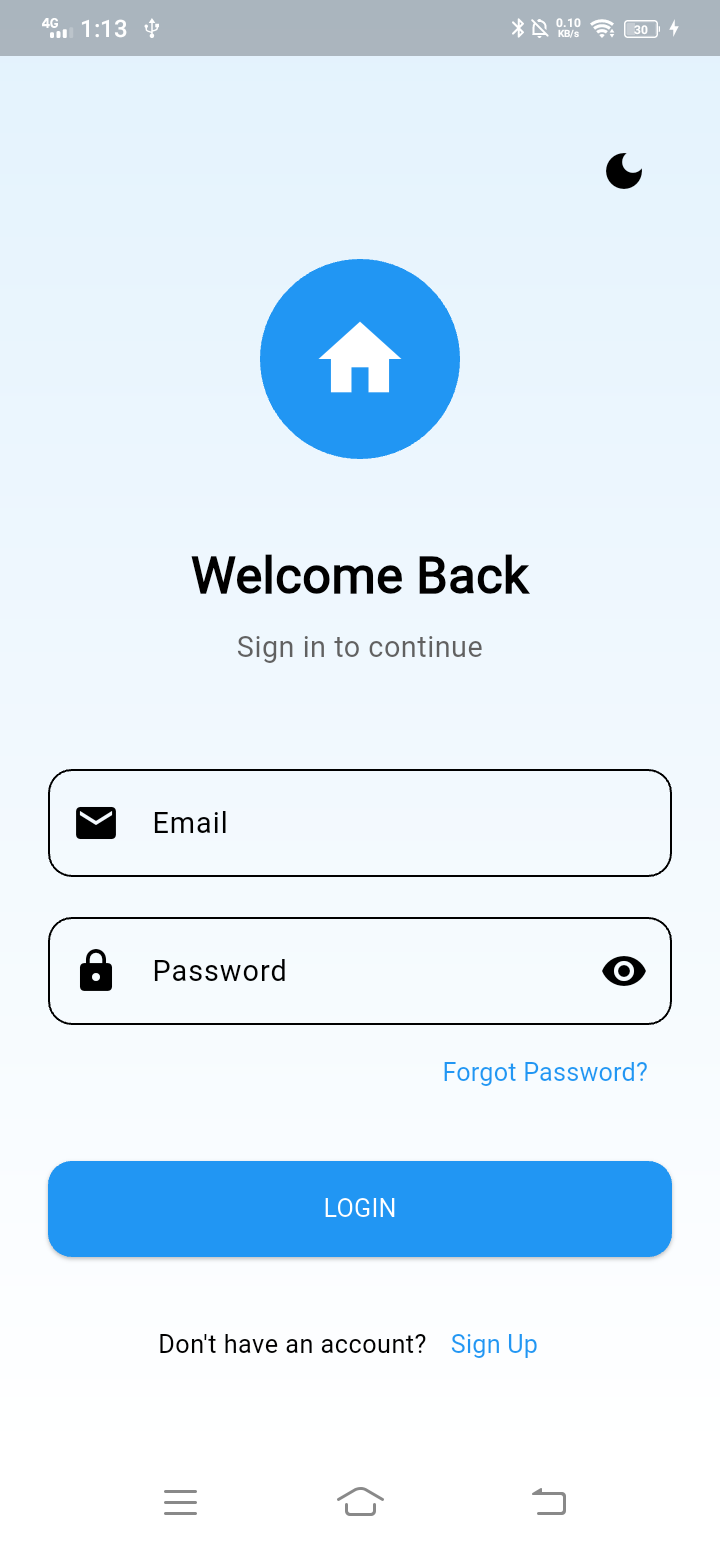 4G 1:13 0.10 KB/s 30
Welcome Back
Sign in to continue
Email
Password
Forgot Password?
LOGIN
Don't have an account? Sign Up